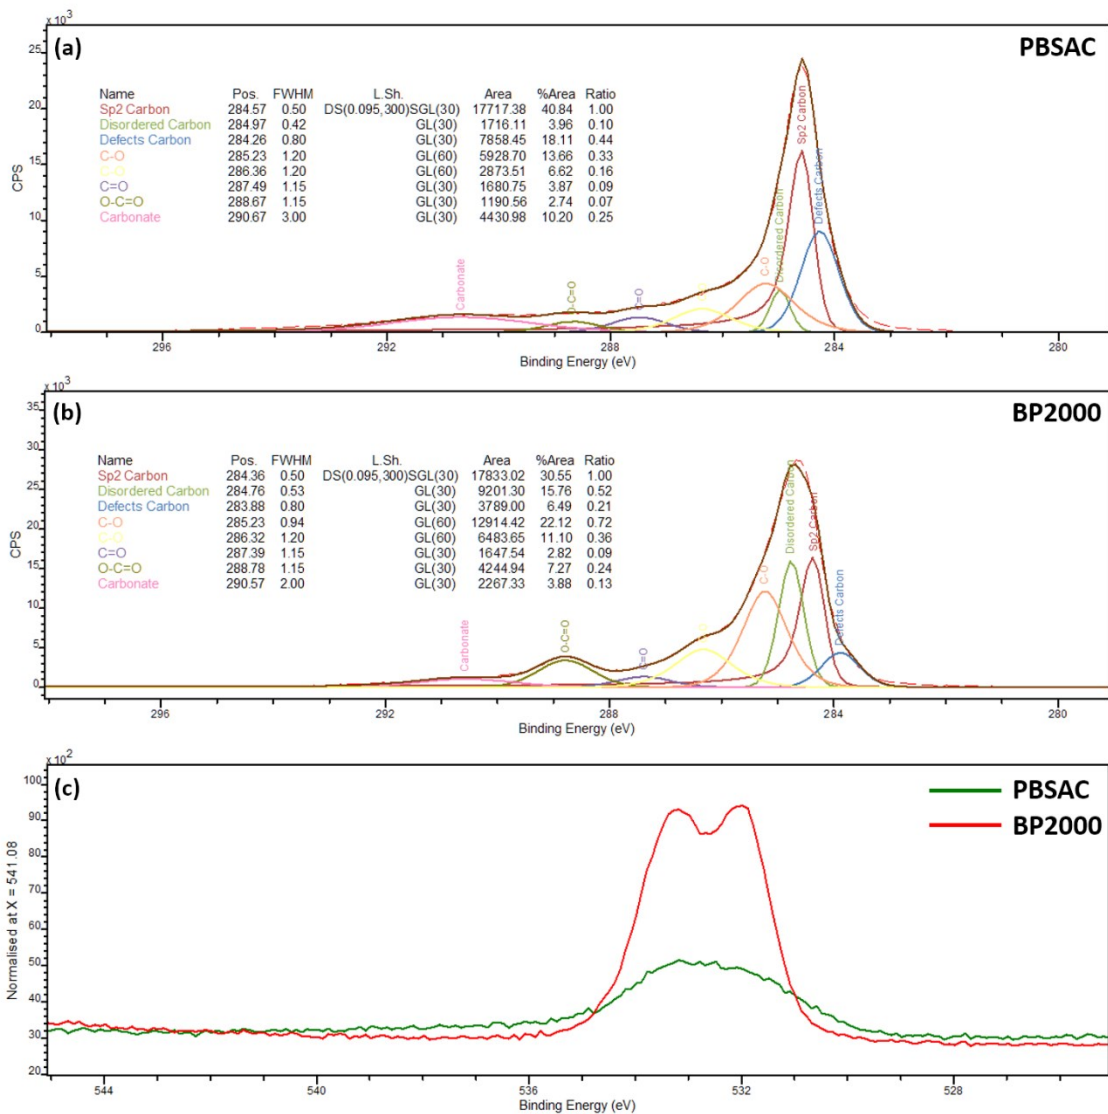 x 10³
(a)
PBSAC
25
20
15
10
5
0
CPS
Name Pos. FWHM L.Sh. Area %Area Ratio
Sp2 Carbon 284.57 0.50 DS(0.095,300)SGL(30) 17717.38 40.84 1.00
Disordered Carbon 284.97 0.42 GL(30) 1716.11 3.96 0.10
Defects Carbon 284.26 0.80 GL(30) 7858.45 18.11 0.44
C-O 285.23 1.20 GL(60) 5928.70 13.66 0.33
C-O 286.36 1.20 GL(60) 2873.51 6.62 0.16
C=O 287.49 1.15 GL(30) 1680.75 3.87 0.09
O-C=O 288.67 1.15 GL(30) 1190.56 2.74 0.07
Carbonate 290.67 3.00 GL(30) 4430.98 10.20 0.25
Carbonate
O-C=O
C=O
C-O
C-O
Disordered Carbon
Sp2 Carbon
Defects Carbon
296 292 288 284 280
Binding Energy (eV)
x 10³
(b)
BP2000
35
30
25
20
15
10
5
0
CPS
Name Pos. FWHM L.Sh. Area %Area Ratio
Sp2 Carbon 284.36 0.50 DS(0.095,300)SGL(30) 17833.02 30.55 1.00
Disordered Carbon 284.76 0.53 GL(30) 9201.30 15.76 0.52
Defects Carbon 283.88 0.80 GL(30) 3789.00 6.49 0.21
C-O 285.23 0.94 GL(60) 12914.42 22.12 0.72
C-O 286.32 1.20 GL(60) 6483.65 11.10 0.36
C=O 287.39 1.15 GL(30) 1647.54 2.82 0.09
O-C=O 288.78 1.15 GL(30) 4244.94 7.27 0.24
Carbonate 290.57 2.00 GL(30) 2267.33 3.88 0.13
Carbonate
O-C=O
C=O
C-O
C-O
Disordered Carbon
Sp2 Carbon
Defects Carbon
296 292 288 284 280
Binding Energy (eV)
x 10²
(c)
PBSAC
BP2000
100
90
80
70
60
50
40
30
20
Normalised at X = 541.08
544 540 536 532 528
Binding Energy (eV)